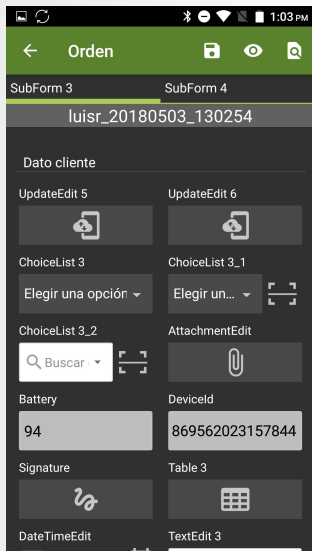 1:03 PM
Orden
SubForm 3 SubForm 4
luisr_20180503_130254
Dato cliente
UpdateEdit 5 UpdateEdit 6
ChoiceList 3 ChoiceList 3_1
Elegir una opción Elegir un...
ChoiceList 3_2 AttachmentEdit
Buscar
Battery DeviceId
94 869562023157844
Signature Table 3
DateTimeEdit TextEdit 3